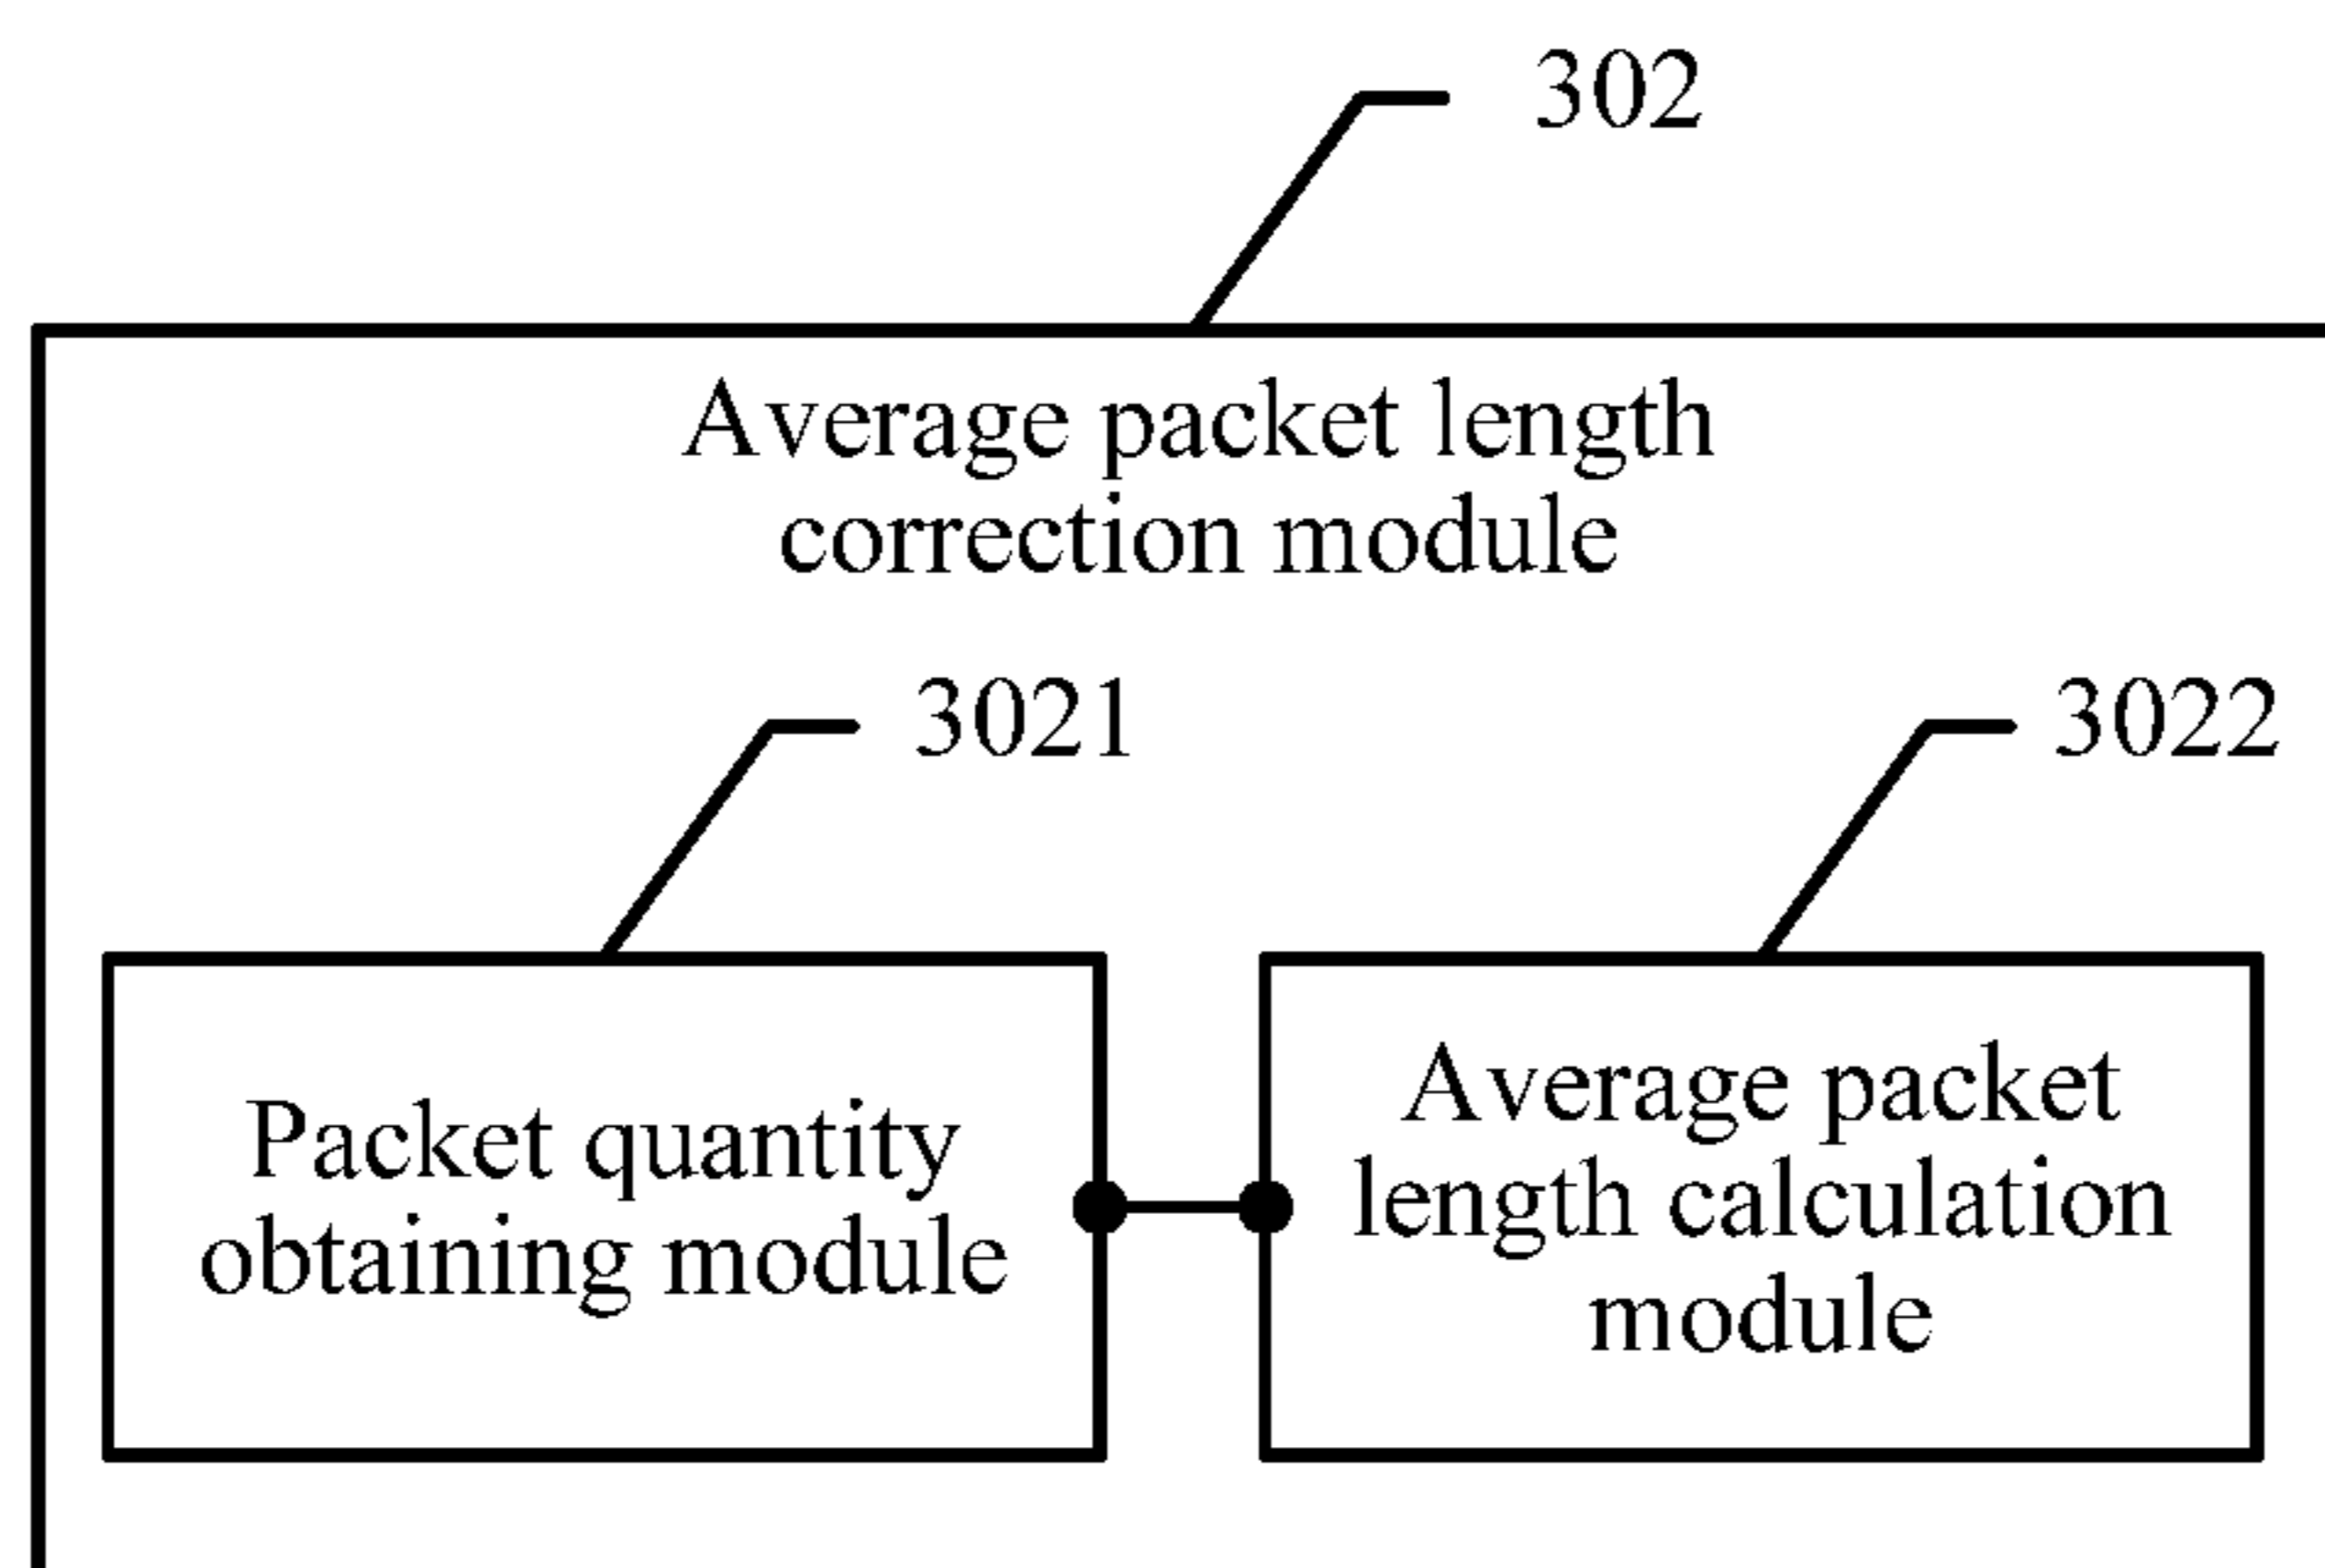 302
Average packet length
correction module
3021
3022
Packet quantity
obtaining module
Average packet
length calculation
module